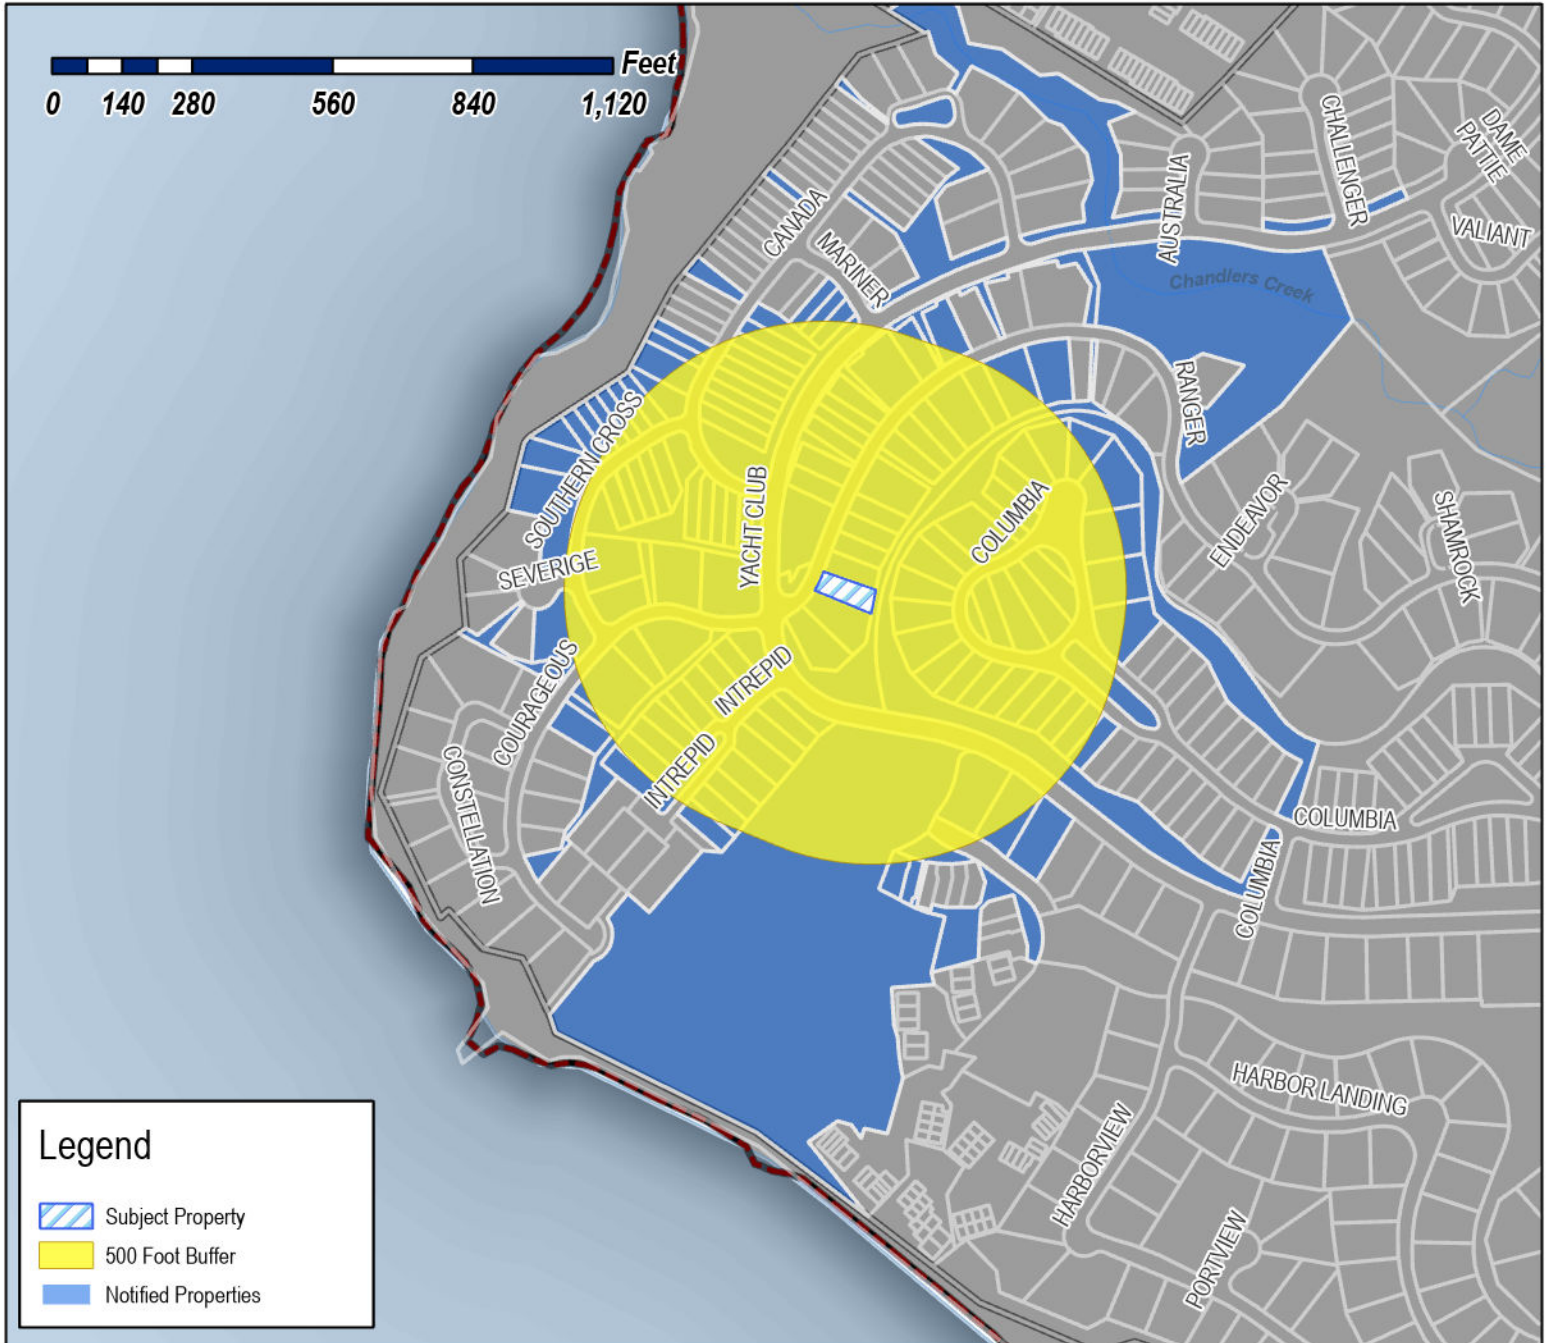 Feet
0 140 280 560 840 1,120
CHALLENGER
DAME
PATTIE
AUSTRALIA
VALIANT
CANADA
MARINER
Chandlers Creek
RANGER
SOUTHERN CROSS
YACHT CLUB
COLUMBIA
ENDEAVOR
SHAMROCK
SEVERIGE
COURAGEOUS
INTREPID
INTREPID
CONSTELLATION
COLUMBIA
COLUMBIA
HARBOR LANDING
HARBORVIEW
PORTVIEW
Legend
Subject Property
500 Foot Buffer
Notified Properties